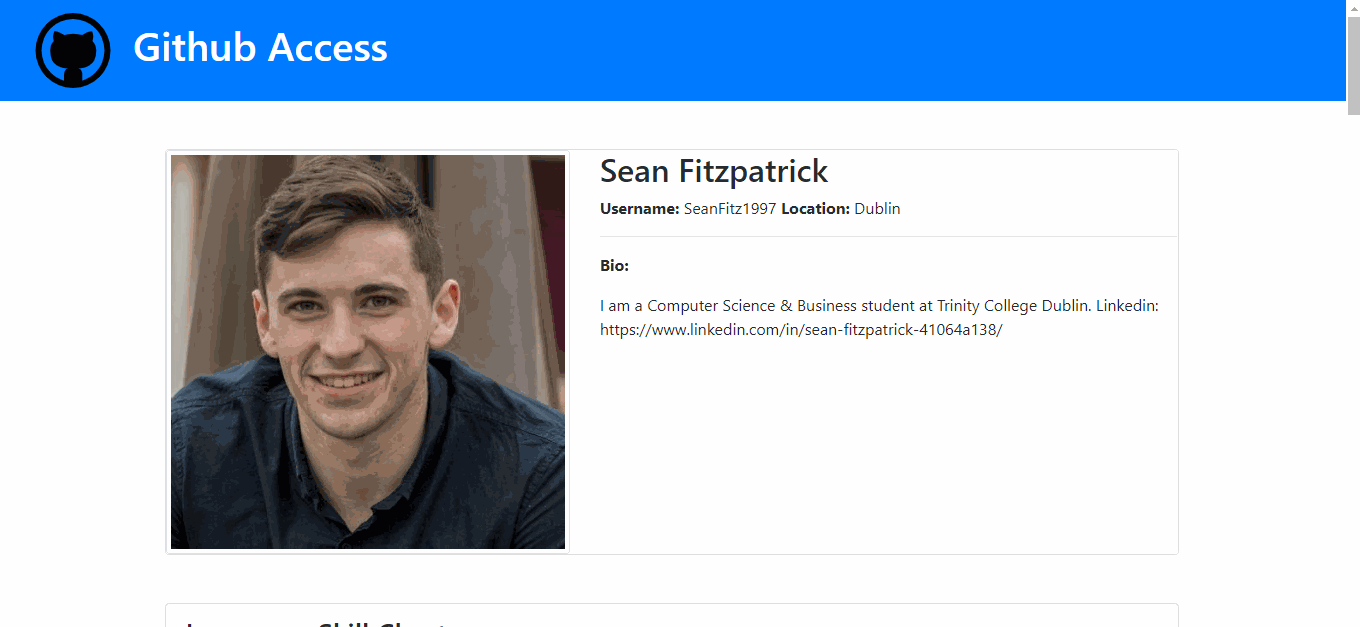 Github Access
Sean Fitzpatrick
Username: SeanFitz1997 Location: Dublin
Bio:
I am a Computer Science & Business student at Trinity College Dublin. Linkedin:
https://www.linkedin.com/in/sean-fitzpatrick-41064a138/